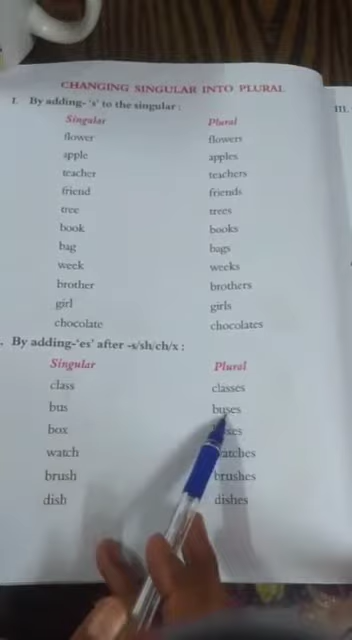 CHANGING SINGULAR INTO PLURAL
I. By adding- 's' to the singular :
Singular Plural
flower flowers
apple apples
teacher teachers
friend friends
tree trees
book books
bag bags
week weeks
brother brothers
girl girls
chocolate chocolates
. By adding-'es' after -s/sh/ch/x :
Singular Plural
class classes
bus buses
box
watch
brush brushes
dish dishes
III.